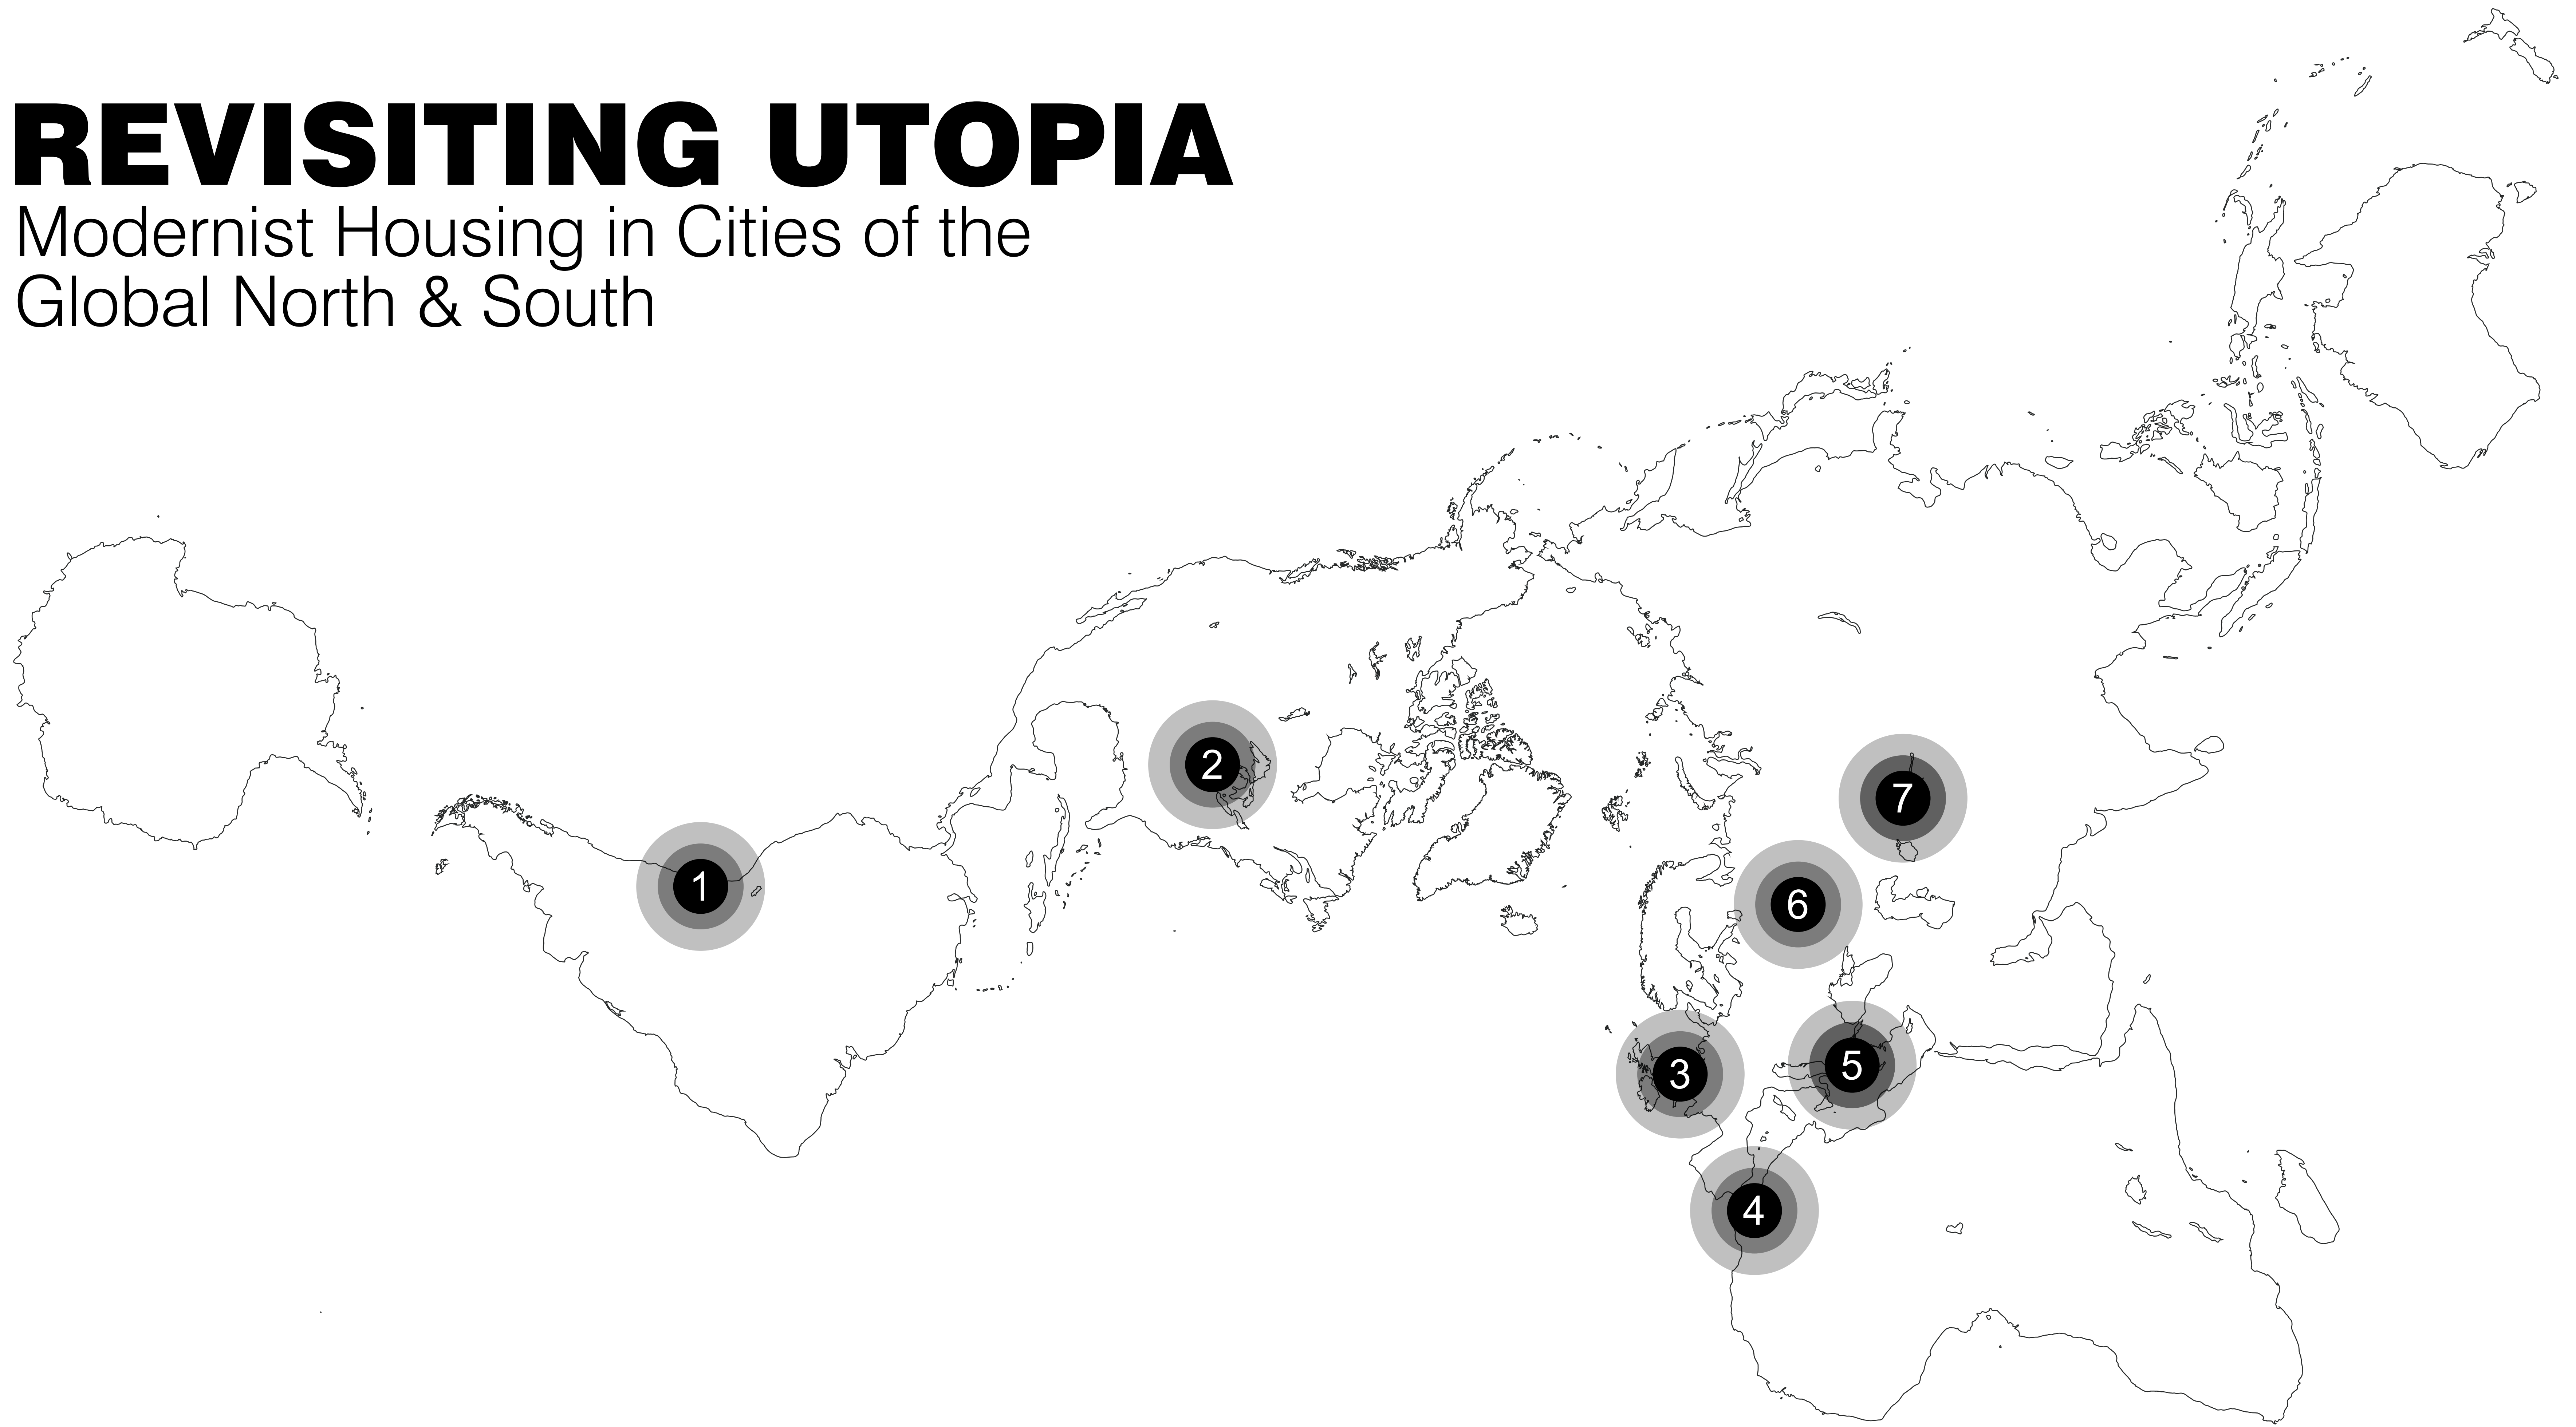 REVISITING UTOPIA
Modernist Housing in Cities of the
Global North & South
1
2
3
4
5
6
7